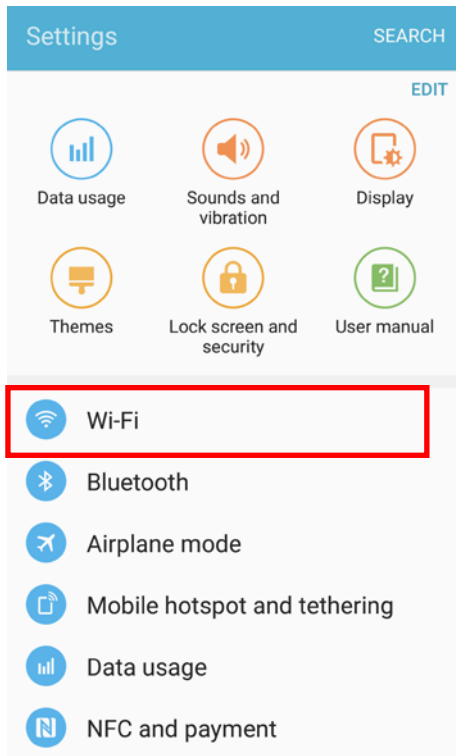 Settings SEARCH
EDIT
Data usage
Sounds and
vibration
Display
Themes
Lock screen and
security
User manual
Wi-Fi
Bluetooth
Airplane mode
Mobile hotspot and tethering
Data usage
NFC and payment